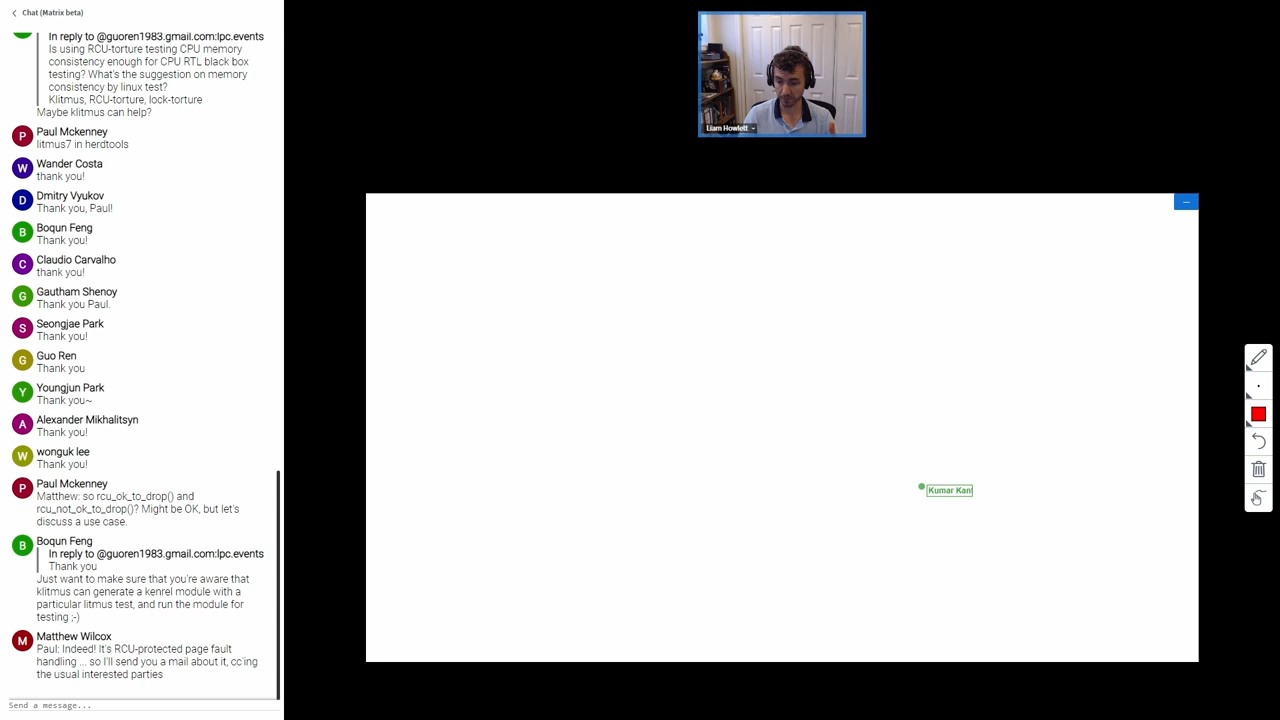 Chat (Matrix beta)
In reply to @guoren1983.gmail.com:lpc.events
Is using RCU-torture testing CPU memory
consistency enough for CPU RTL black box
testing? What's the suggestion on memory
consistency by linux test?
Klitmus, RCU-torture, lock-torture
Maybe klitmus can help?
P
Paul Mckenney
litmus7 in herdtools
W
Wander Costa
thank you!
D
Dmitry Vyukov
Thank you, Paul!
B
Boqun Feng
Thank you!
C
Claudio Carvalho
thank you!
G
Gautham Shenoy
Thank you Paul.
S
Seongjae Park
Thank you!
G
Guo Ren
Thank you
Y
Youngjun Park
Thank you~
A
Alexander Mikhalitsyn
Thank you!
W
wonguk lee
Thank you!
P
Paul Mckenney
Matthew: so rcu_ok_to_drop() and
rcu_not_ok_to_drop()? Might be OK, but let's
discuss a use case.
B
Boqun Feng
In reply to @guoren1983.gmail.com:lpc.events
Thank you
Just want to make sure that you're aware that
klitmus can generate a kenrel module with a
particular litmus test, and run the module for
testing ;-)
M
Matthew Wilcox
Paul: Indeed! It's RCU-protected page fault
handling ... so I'll send you a mail about it, cc'ing
the usual interested parties
Send a message...
Liam Howlett
Kumar Kant